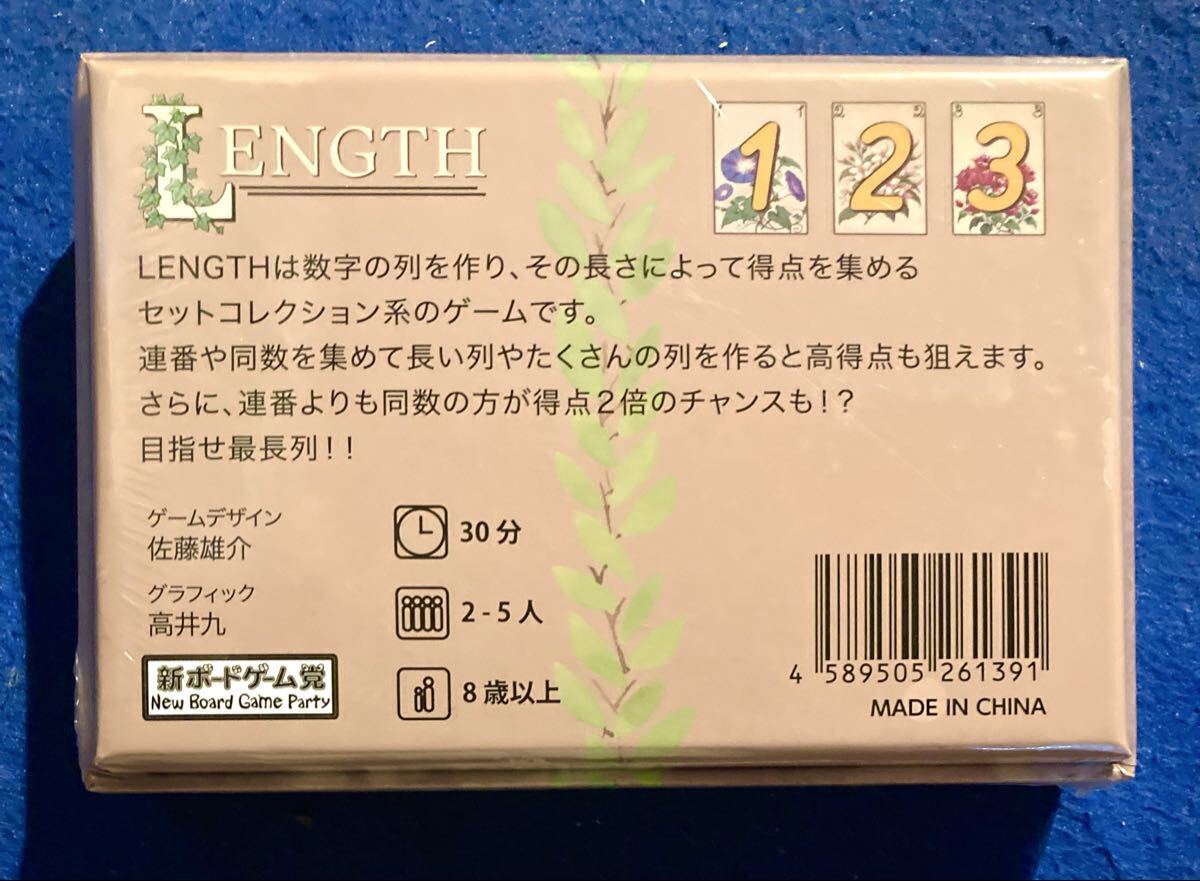 LENGTH
1
1
2
2
2
3
3
3
LENGTHは数字の列を作り、その長さによって得点を集める
セットコレクション系のゲームです。
連番や同数を集めて長い列やたくさんの列を作ると高得点も狙えます。
さらに、連番よりも同数の方が得点2倍のチャンスも!?
目指せ最長列!!
ゲームデザイン
佐藤雄介
グラフィック
高井九
新ボードゲーム党
New Board Game Party
30分
2-5人
8歳以上
4 589505 261391
MADE IN CHINA